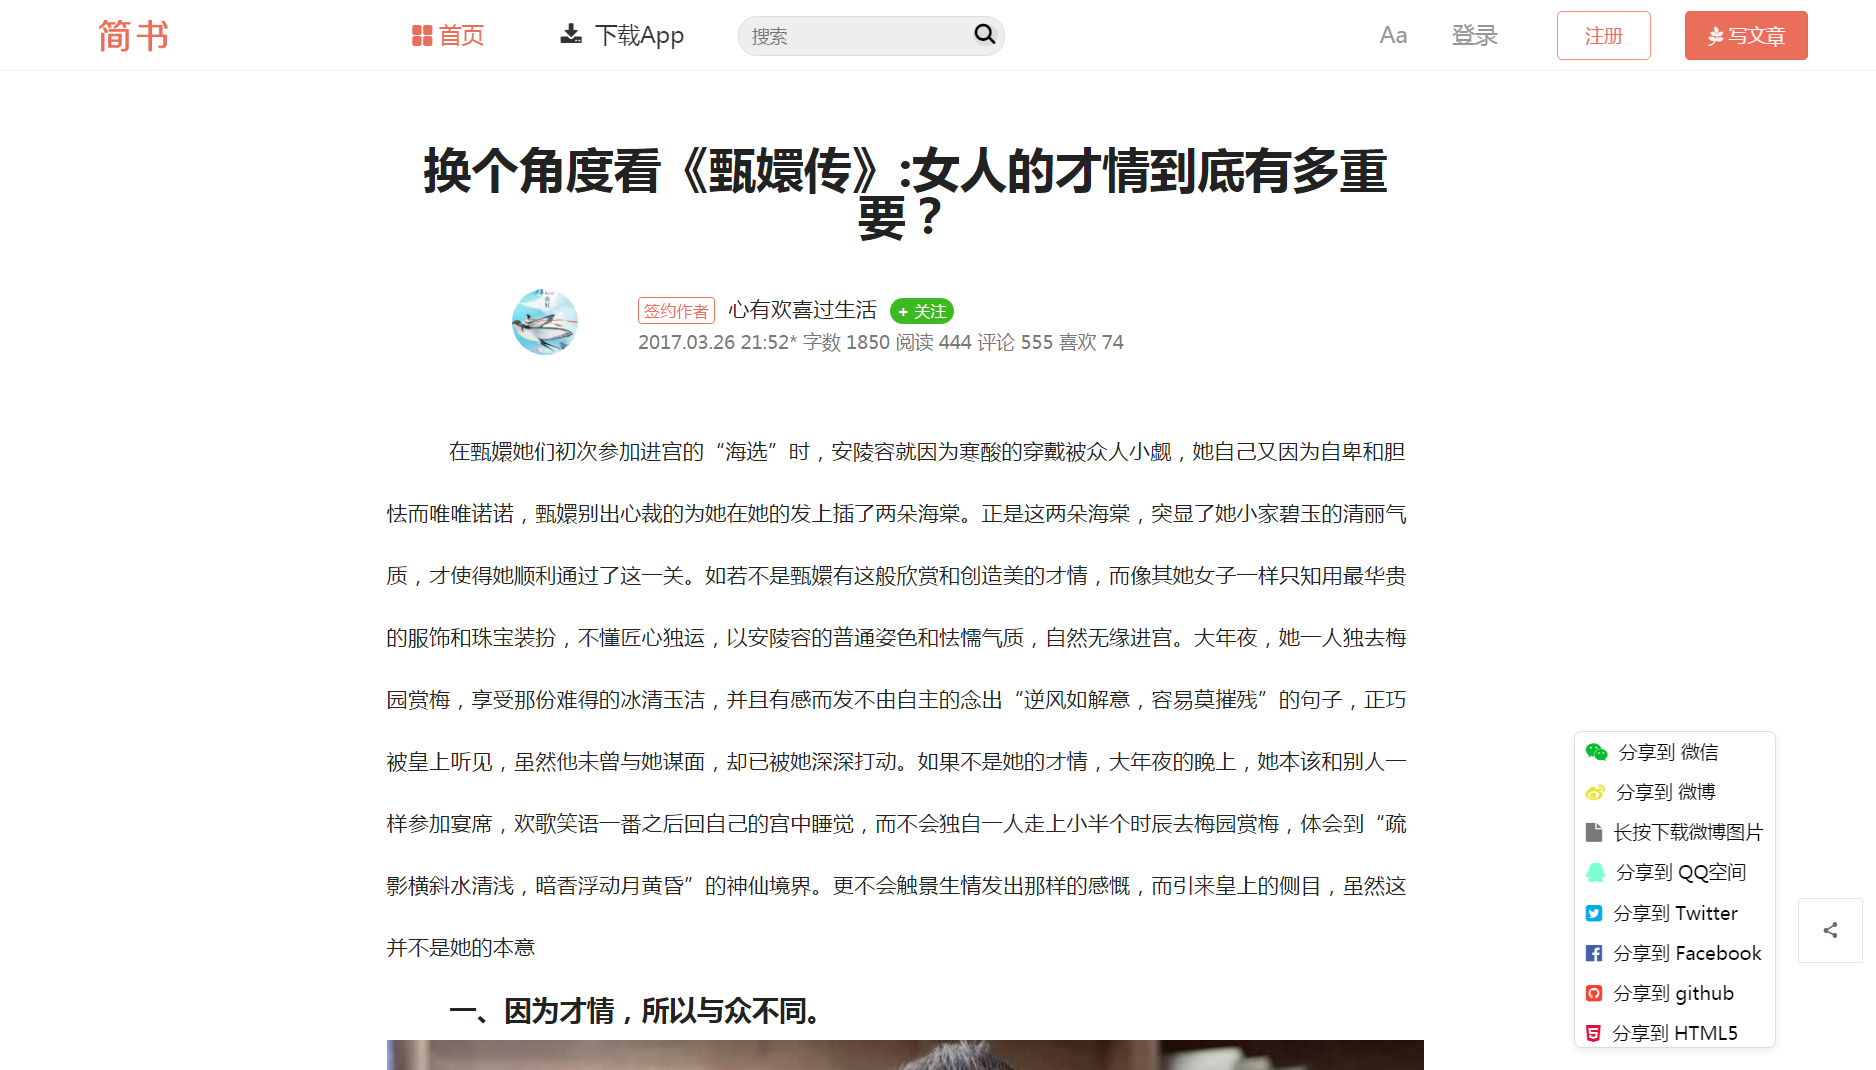 简书
首页
下载App
搜索
Aa
登录
注册
写文章
换个角度看《甄嬛传》:女人的才情到底有多重
要？
签约作者 心有欢喜过生活 + 关注
2017.03.26 21:52* 字数 1850 阅读 444 评论 555 喜欢 74
在甄嬛她们初次参加进宫的“海选”时，安陵容就因为寒酸的穿戴被众人小觑，她自己又因为自卑和胆
怯而唯唯诺诺，甄嬛别出心裁的为她在她的发上插了两朵海棠。正是这两朵海棠，突显了她小家碧玉的清丽气
质，才使得她顺利通过了这一关。如若不是甄嬛有这般欣赏和创造美的才情，而像其她女子一样只知用最华贵
的服饰和珠宝装扮，不懂匠心独运，以安陵容的普通姿色和怯懦气质，自然无缘进宫。大年夜，她一人独去梅
园赏梅，享受那份难得的冰清玉洁，并且有感而发不由自主的念出“逆风如解意，容易莫摧残”的句子，正巧
被皇上听见，虽然他未曾与她谋面，却已被她深深打动。如果不是她的才情，大年夜的晚上，她本该和别人一
样参加宴席，欢歌笑语一番之后回自己的宫中睡觉，而不会独自一人走上小半个时辰去梅园赏梅，体会到“疏
影横斜水清浅，暗香浮动月黄昏”的神仙境界。更不会触景生情发出那样的感慨，而引来皇上的侧目，虽然这
并不是她的本意
一、因为才情，所以与众不同。
分享到 微信
分享到 微博
长按下载微博图片
分享到 QQ空间
分享到 Twitter
分享到 Facebook
分享到 github
分享到 HTML5